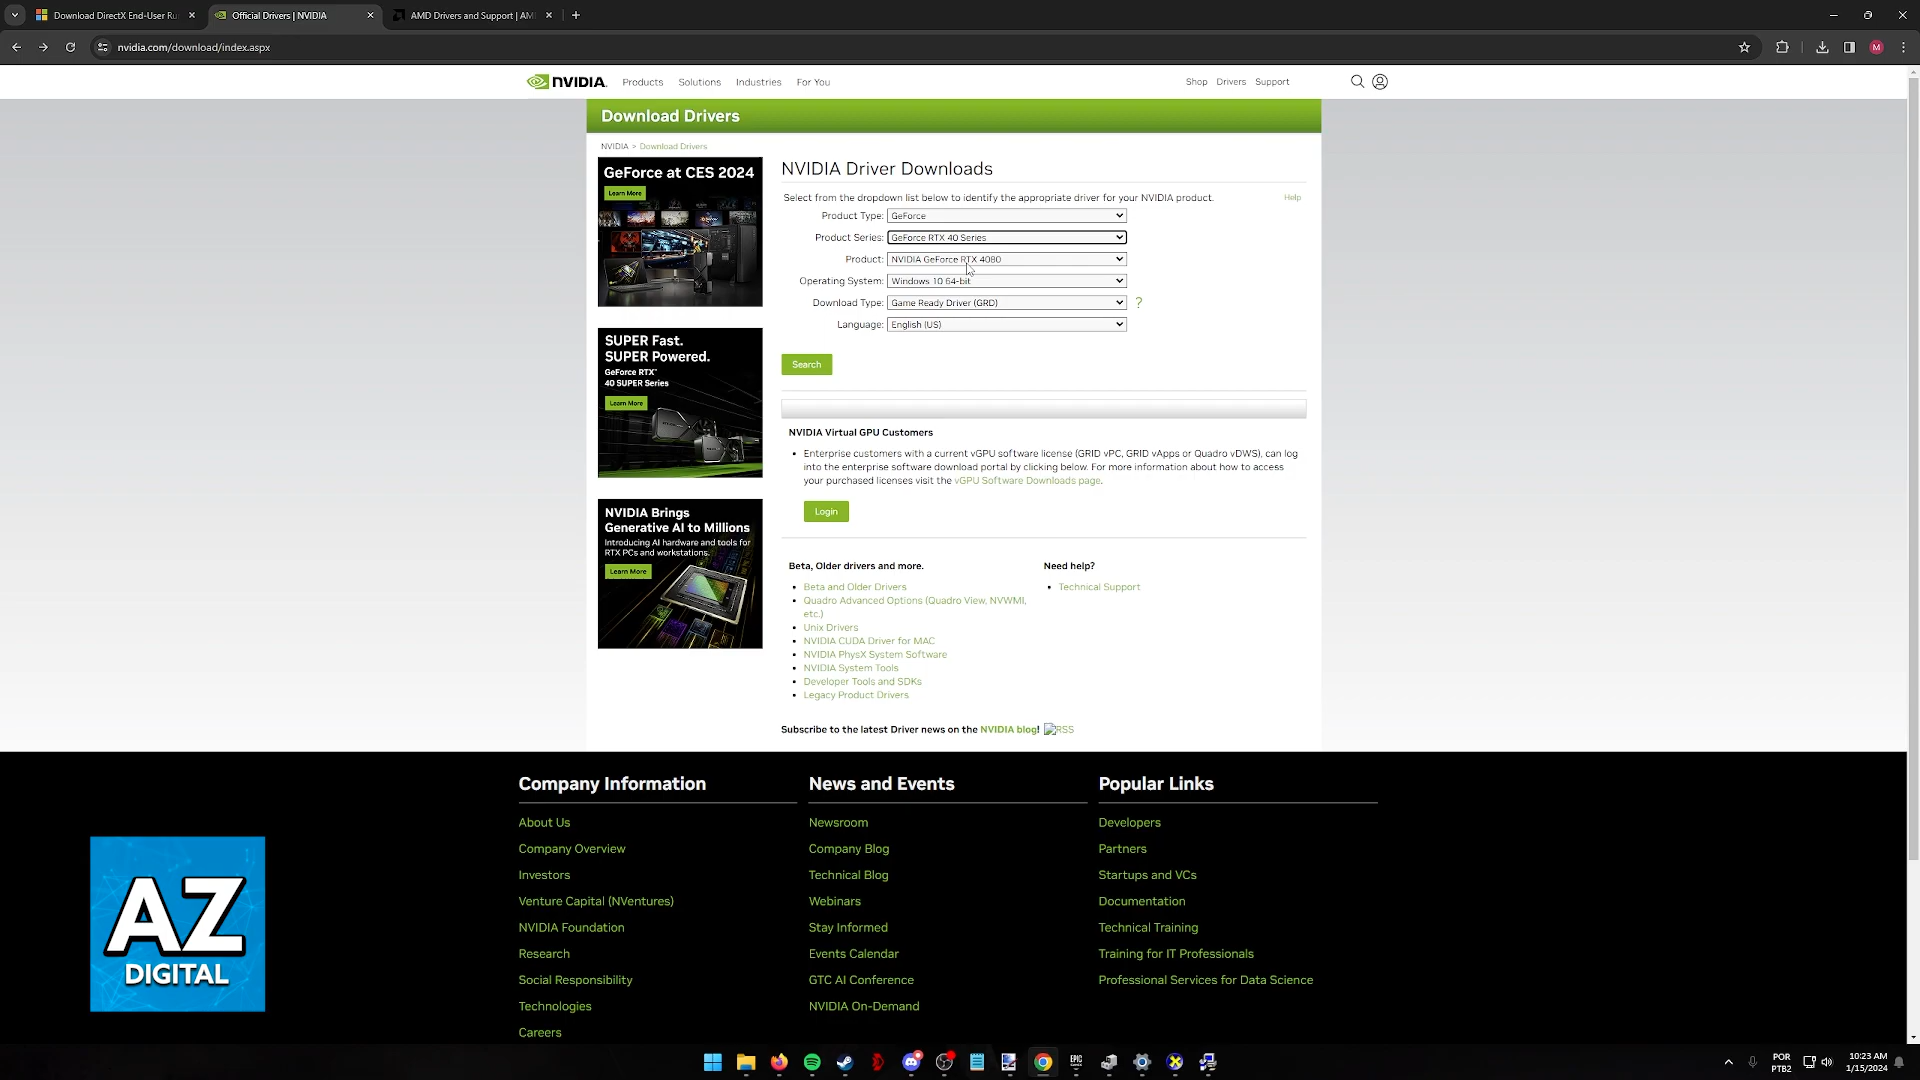 Download DirectX End-User Ru
Official Drivers | NVIDIA
AMD Drivers and Support | AM
nvidia.com/download/index.aspx
M
NVIDIA.
Products
Solutions
Industries
For You
Shop
Drivers
Support
Download Drivers
NVIDIA > Download Drivers
GeForce at CES 2024
Learn More
SUPER Fast.
SUPER Powered.
GeForce RTX™
40 SUPER Series
Learn More
NVIDIA Brings
Generative AI to Millions
Introducing AI hardware and tools for
RTX PCs and workstations.
Learn More
NVIDIA Driver Downloads
Select from the dropdown list below to identify the appropriate driver for your NVIDIA product.
Help
Product Type: GeForce
Product Series: GeForce RTX 40 Series
Product: NVIDIA GeForce RTX 4080
Operating System: Windows 10 64-bit
Download Type: Game Ready Driver (GRD) ?
Language: English (US)
Search
NVIDIA Virtual GPU Customers
Enterprise customers with a current vGPU software license (GRID vPC, GRID vApps or Quadro vDWS), can log
into the enterprise software download portal by clicking below. For more information about how to access
your purchased licenses visit the vGPU Software Downloads page.
Login
Beta, Older drivers and more.
Beta and Older Drivers
Quadro Advanced Options (Quadro View, NVWMI,
etc.)
Unix Drivers
NVIDIA CUDA Driver for MAC
NVIDIA PhysX System Software
NVIDIA System Tools
Developer Tools and SDKs
Legacy Product Drivers
Need help?
Technical Support
Subscribe to the latest Driver news on the NVIDIA blog! RSS
Company Information
About Us
Company Overview
Investors
Venture Capital (NVentures)
NVIDIA Foundation
Research
Social Responsibility
Technologies
Careers
News and Events
Newsroom
Company Blog
Technical Blog
Webinars
Stay Informed
Events Calendar
GTC AI Conference
NVIDIA On-Demand
Popular Links
Developers
Partners
Startups and VCs
Documentation
Technical Training
Training for IT Professionals
Professional Services for Data Science
AZ
DIGITAL
EPIC
POR
PTB2
10:23 AM
1/15/2024